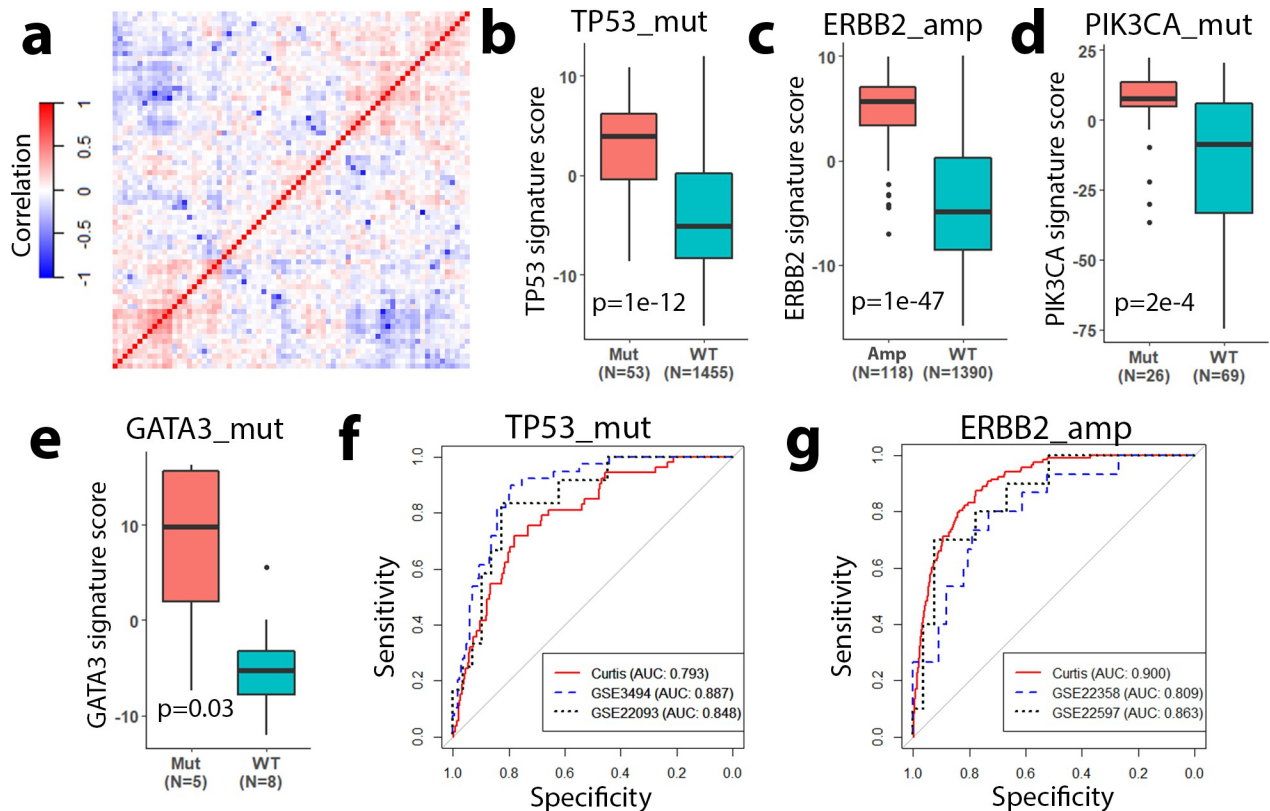 a
Correlation
1
0.5
0
-0.5
-1
b
TP53_mut
TP53 signature score
10
0
-10
p=1e-12
Mut
(N=53)
WT
(N=1455)
c
ERBB2_amp
ERBB2 signature score
10
0
-10
p=1e-47
Amp
(N=118)
WT
(N=1390)
d
PIK3CA_mut
PIK3CA signature score
25
0
-25
-50
-75
p=2e-4
Mut
(N=26)
WT
(N=69)
e
GATA3_mut
GATA3 signature score
10
0
-10
p=0.03
Mut
(N=5)
WT
(N=8)
f
TP53_mut
Sensitivity
1.0
0.8
0.6
0.4
0.2
0.0
Curtis (AUC: 0.793)
GSE3494 (AUC: 0.887)
GSE22093 (AUC: 0.848)
1.0 0.8 0.6 0.4 0.2 0.0
Specificity
g
ERBB2_amp
Sensitivity
1.0
0.8
0.6
0.4
0.2
0.0
Curtis (AUC: 0.900)
GSE22358 (AUC: 0.809)
GSE22597 (AUC: 0.863)
1.0 0.8 0.6 0.4 0.2 0.0
Specificity